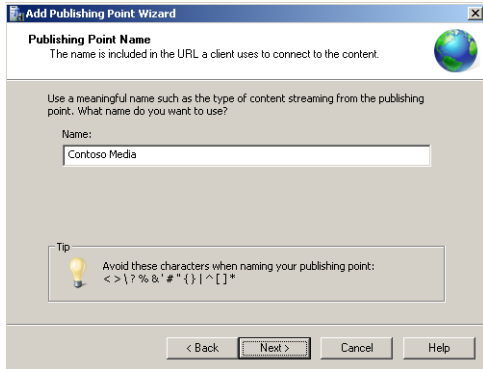 Add Publishing Point Wizard
Publishing Point Name
The name is included in the URL a client uses to connect to the content.
Use a meaningful name such as the type of content streaming from the publishing
point. What name do you want to use?
Name:
Contoso Media
Tip
Avoid these characters when naming your publishing point:
< > \ ? % & ' # " { } | ^ [ ] *
< Back
Next >
Cancel
Help